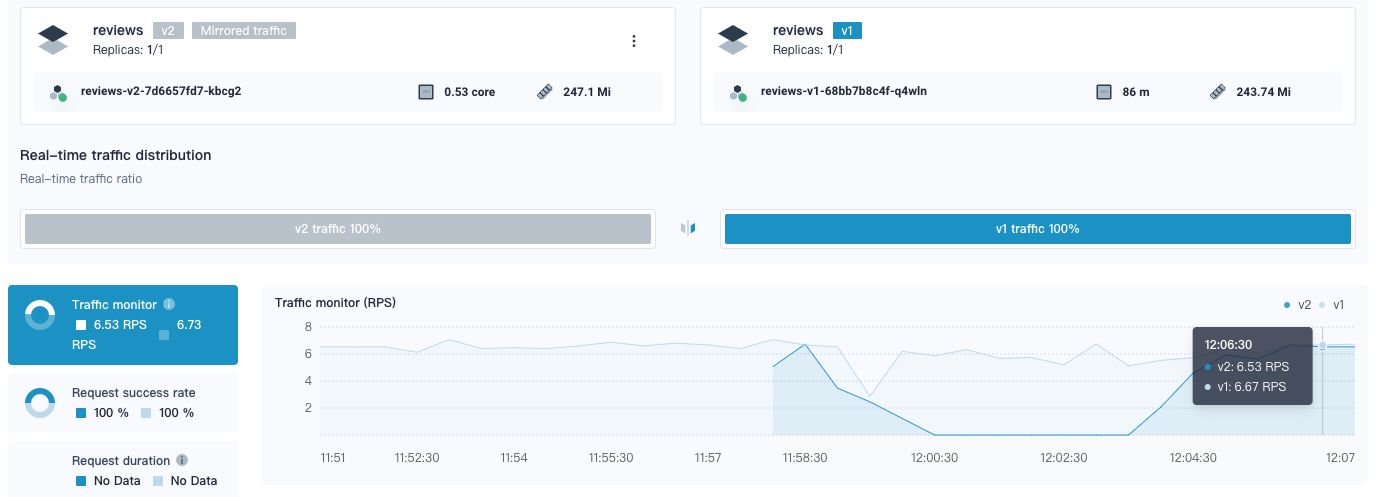 reviews v2 Mirrored traffic
Replicas: 1/1
reviews-v2-7d6657fd7-kbcg2 0.53 core 247.1 Mi
reviews v1
Replicas: 1/1
reviews-v1-68bb7b8c4f-q4wln 86 m 243.74 Mi
Real-time traffic distribution
Real-time traffic ratio
v2 traffic 100%
v1 traffic 100%
Traffic monitor
6.53 RPS 6.73
RPS
Request success rate
100 % 100 %
Request duration
No Data No Data
Traffic monitor (RPS)
v2 v1
8
6
4
2
12:06:30
v2: 6.53 RPS
v1: 6.67 RPS
11:51 11:52:30 11:54 11:55:30 11:57 11:58:30 12:00:30 12:02:30 12:04:30 12:07